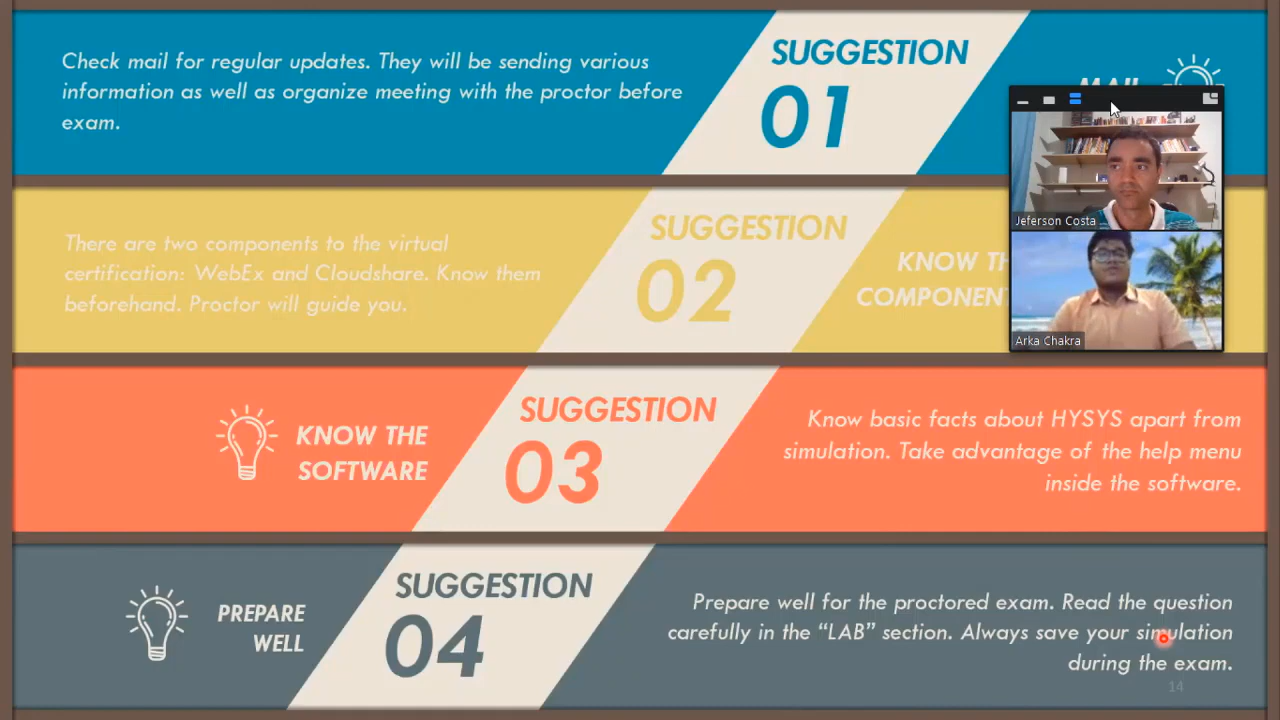 Check mail for regular updates. They will be sending various
information as well as organize meeting with the proctor before
exam.
SUGGESTION
01
MAIL
There are two components to the virtual
certification: WebEx and Cloudshare. Know them
beforehand. Proctor will guide you.
SUGGESTION
02
KNOW TH
COMPONENT
Jeferson Costa
Arka Chakra
KNOW THE
SOFTWARE
SUGGESTION
03
Know basic facts about HYSYS apart from
simulation. Take advantage of the help menu
inside the software.
PREPARE
WELL
SUGGESTION
04
Prepare well for the proctored exam. Read the question
carefully in the “LAB” section. Always save your simulation
during the exam.
14